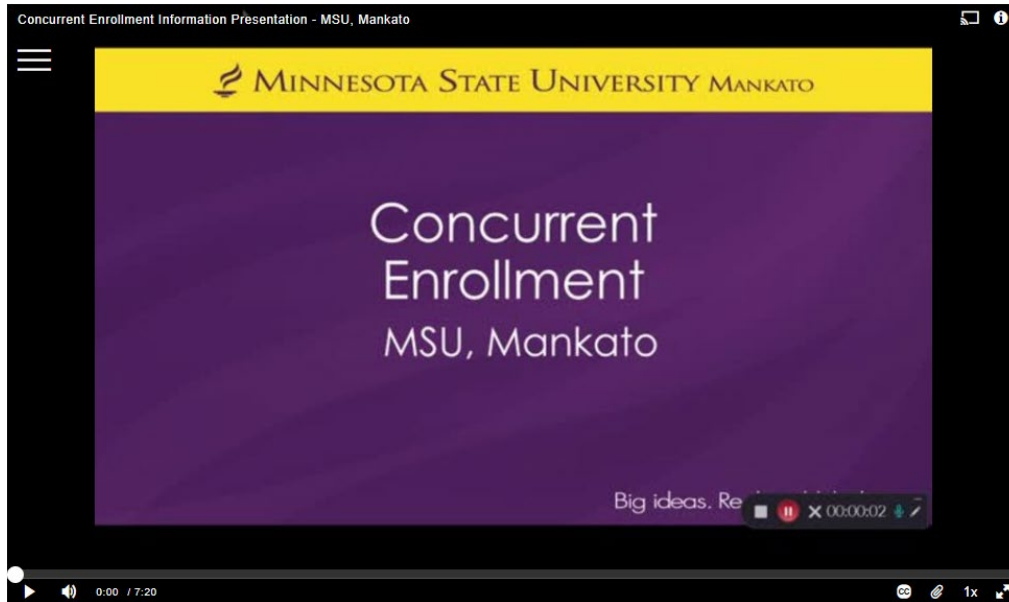 Concurrent Enrollment Information Presentation - MSU, Mankato
MINNESOTA STATE UNIVERSITY MANKATO
Concurrent
Enrollment
MSU, Mankato
Big ideas.
00:00:02
0:00 / 7:20
CC
1x